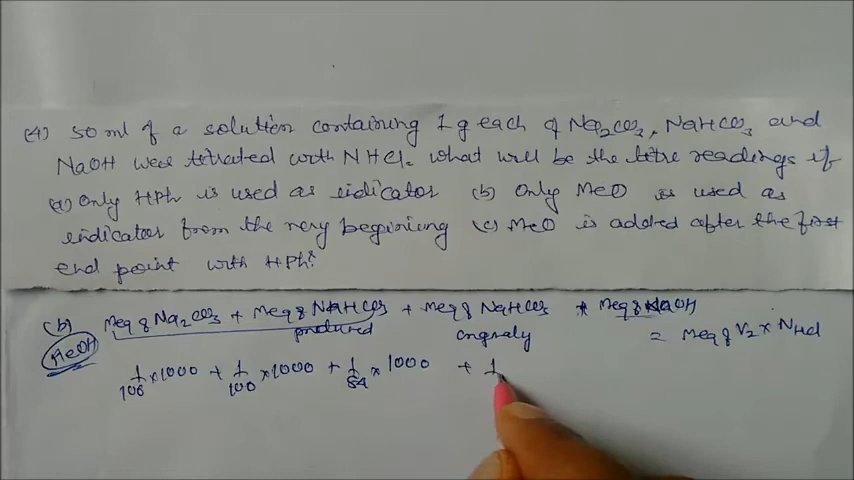 (4) 50 ml of a solution containing 1g each of Na2CO3, NaHCO3 and
NaOH were titrated with N HCl. what will be the titre readings if
(a) Only HPh is used as indicator (b) Only MeO is used as
indicator from the very beginning (c) MeO is added after the first
end point with HPh?
(b) Meq of Na2CO3 + Meq of NaHCO3 + Meq of NaHCO3 + Meq of NaOH
MeOH produced = Meq of V2 × NHCl
1/106 × 1000 + 1/100 × 1000 + 1/84 × 1000 + 1